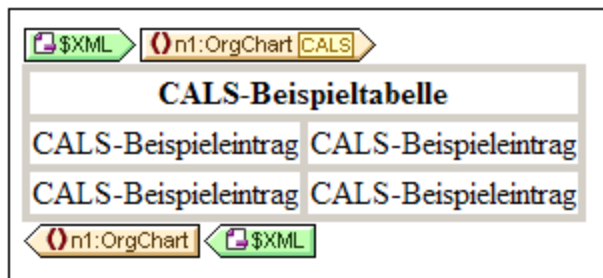 $XML ()n1:OrgChart CALS
CALS-Beispieltabelle
CALS-Beispieleintrag CALS-Beispieleintrag
CALS-Beispieleintrag CALS-Beispieleintrag
()n1:OrgChart $XML